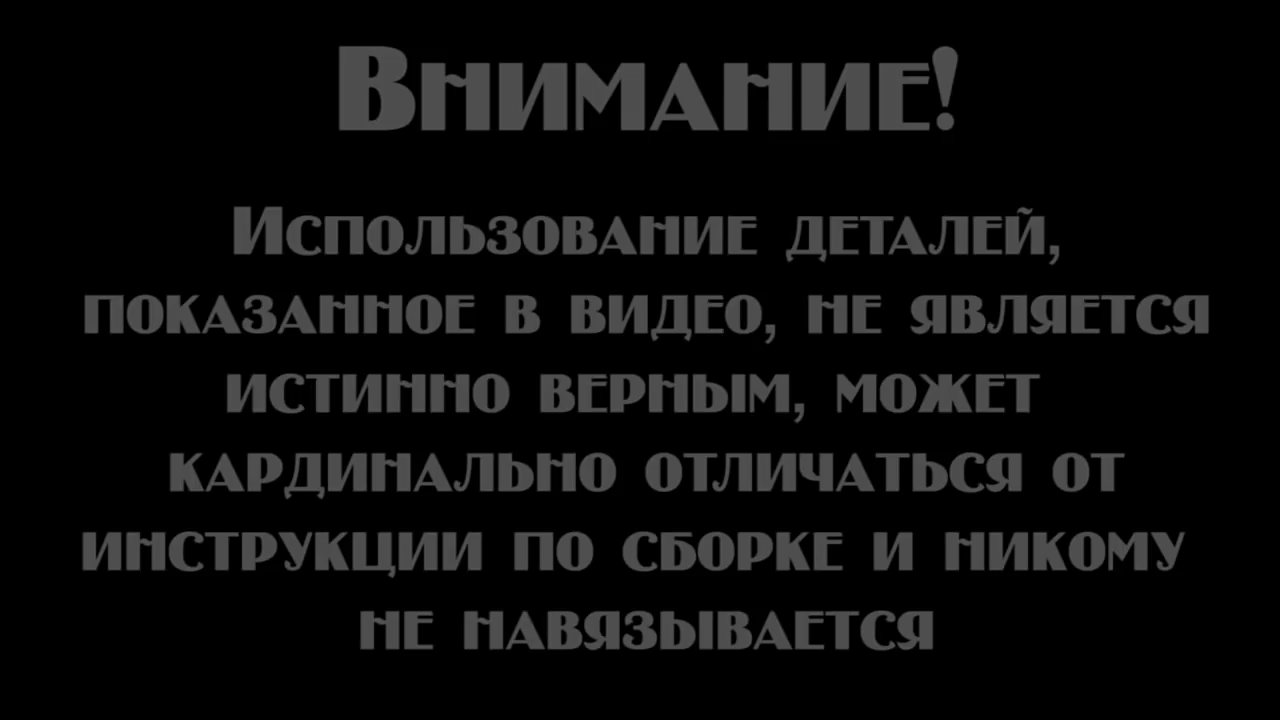 Внимание!
Использование деталей,
показанное в видео, не является
истинно верным, может
кардинально отличаться от
инструкции по сборке и никому
не навязывается